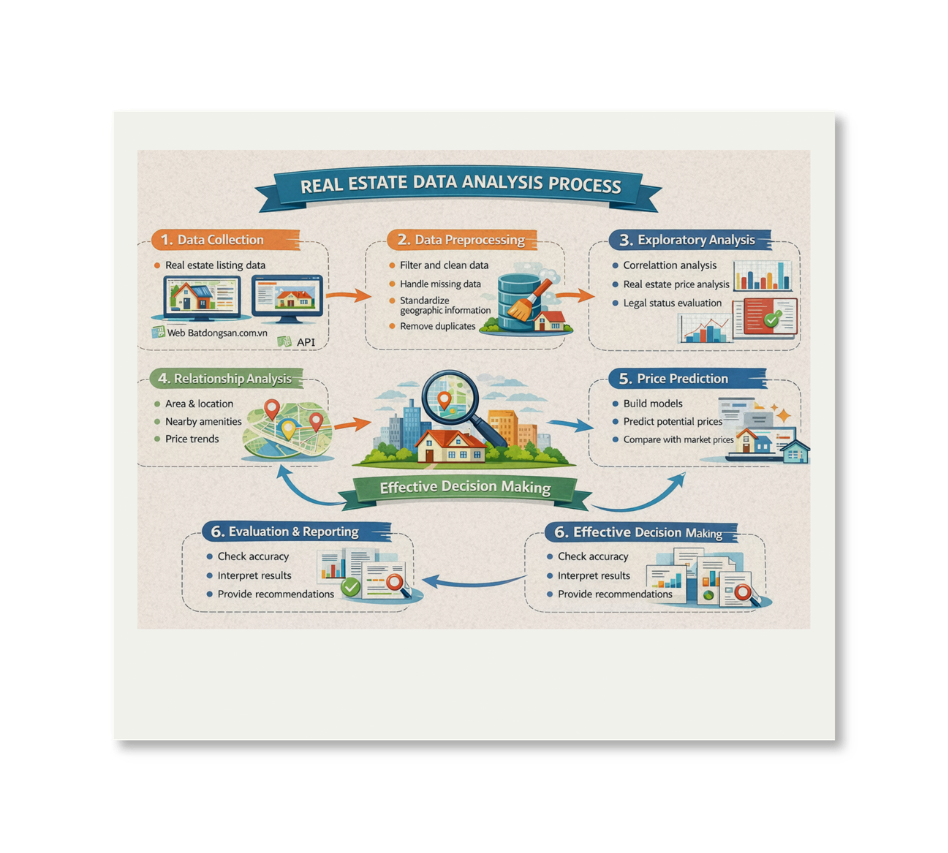 REAL ESTATE DATA ANALYSIS PROCESS
1. Data Collection
Real estate listing data
Web Batdongsan.com.vn
API
2. Data Preprocessing
Filter and clean data
Handle missing data
Standardize
geographic information
Remove duplicates
3. Exploratory Analysis
Correlattion analysis
Real estate price analysis
Legal status evaluation
4. Relationship Analysis
Area & location
Nearby amenities
Price trends
Effective Decision Making
5. Price Prediction
Build models
Predict potential prices
Compare with market prices
6. Evaluation & Reporting
Check accuracy
Interpret results
Provide recommendations
6. Effective Decision Making
Check accuracy
Interpret results
Provide recommendations